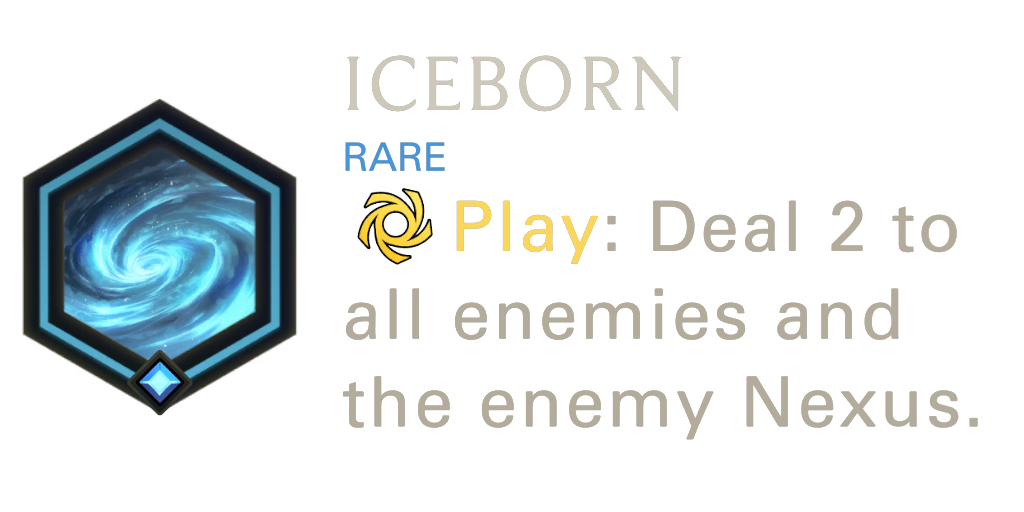 ICEBORN
RARE
Play: Deal 2 to
all enemies and
the enemy Nexus.